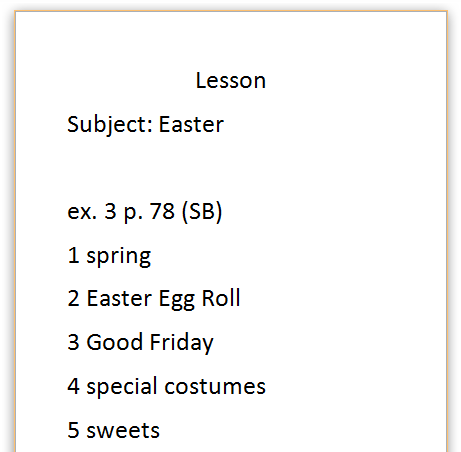 Lesson
Subject: Easter
ex. 3 p. 78 (SB)
1 spring
2 Easter Egg Roll
3 Good Friday
4 special costumes
5 sweets